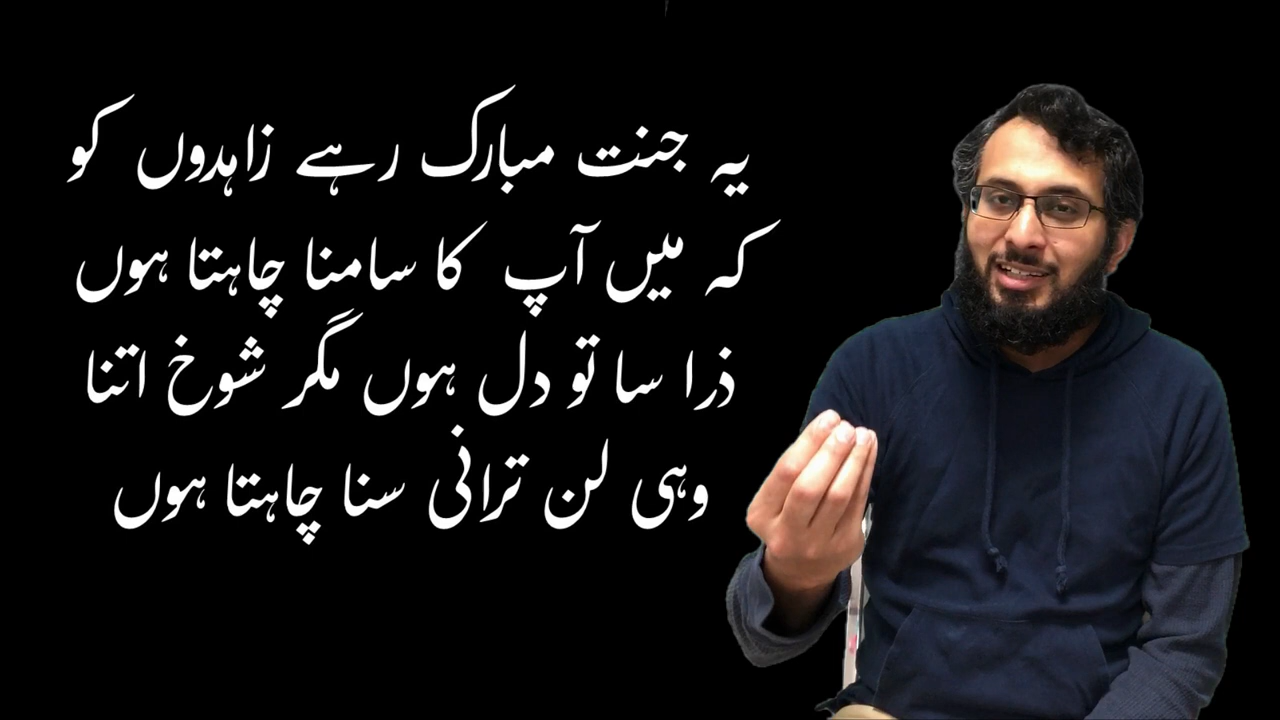 یہ جنت مبارک رہے زاہدوں کو
کہ میں آپ کا سامنا چاہتا ہوں
ذرا سا تو دل ہوں مگر شوخ اتنا
وہی لن ترانی سنا چاہتا ہوں